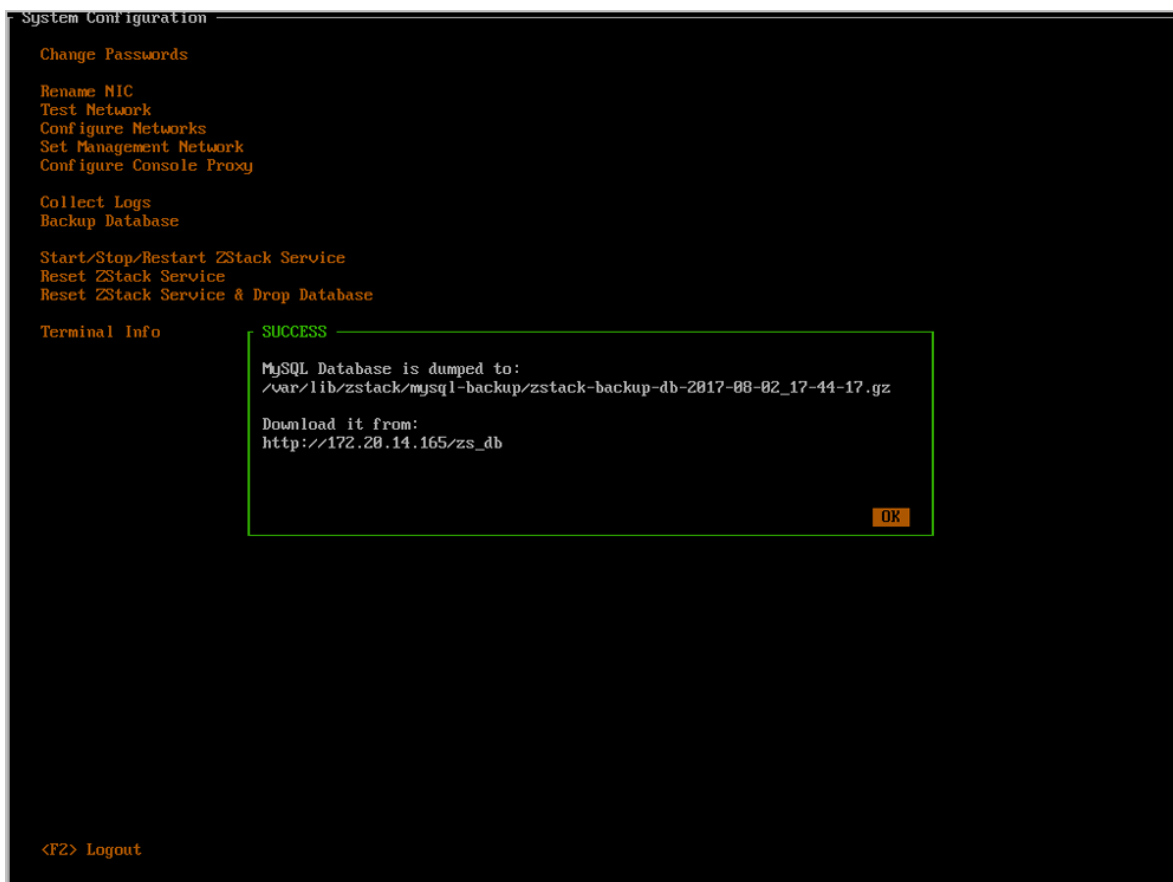 System Configuration
Change Passwords
Rename NIC
Test Network
Configure Networks
Set Management Network
Configure Console Proxy
Collect Logs
Backup Database
Start/Stop/Restart ZStack Service
Reset ZStack Service
Reset ZStack Service & Drop Database
Terminal Info
SUCCESS
MySQL Database is dumped to:
/var/lib/zstack/mysql-backup/zstack-backup-db-2017-08-02_17-44-17.gz
Download it from:
http://172.20.14.165/zs_db
OK
<F2> Logout